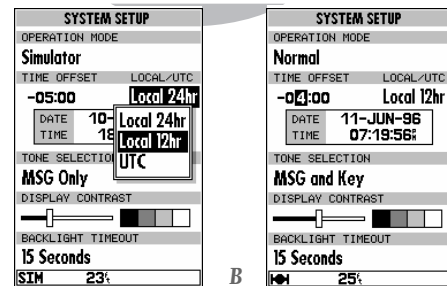 SYSTEM SETUP
OPERATION MODE
Simulator
TIME OFFSET LOCAL/UTC
-05:00 Local 24hr
DATE 10-
TIME 18
Local 24hr
Local 12hr
UTC
TONE SELECTION
MSG Only
DISPLAY CONTRAST
BACKLIGHT TIMEOUT
15 Seconds
SIM 23
B
SYSTEM SETUP
OPERATION MODE
Normal
TIME OFFSET LOCAL/UTC
-04:00 Local 12hr
DATE 11-JUN-96
TIME 07:19:56
TONE SELECTION
MSG and Key
DISPLAY CONTRAST
BACKLIGHT TIMEOUT
15 Seconds
25